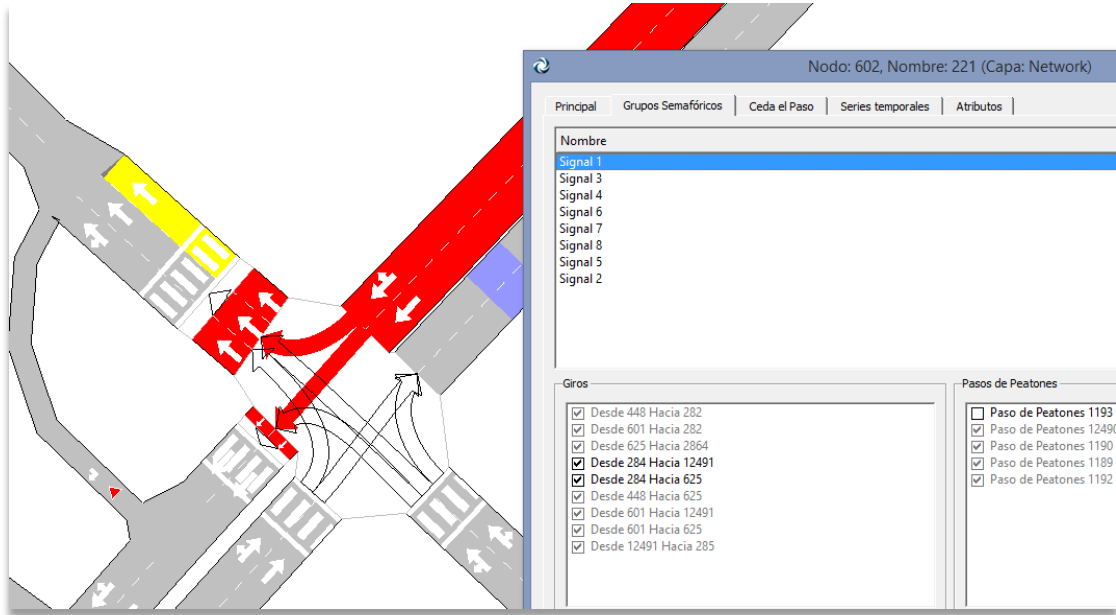 Nodo: 602, Nombre: 221 (Capa: Network)
Principal
Grupos Semafóricos
Ceda el Paso
Series temporales
Atributos
Nombre
Signal 1
Signal 3
Signal 4
Signal 6
Signal 7
Signal 8
Signal 5
Signal 2
Giros
Desde 448 Hacia 282
Desde 601 Hacia 282
Desde 625 Hacia 2864
Desde 284 Hacia 12491
Desde 284 Hacia 625
Desde 448 Hacia 625
Desde 601 Hacia 12491
Desde 601 Hacia 625
Desde 12491 Hacia 285
Pasos de Peatones
Paso de Peatones 1193
Paso de Peatones 12490
Paso de Peatones 1190
Paso de Peatones 1189
Paso de Peatones 1192